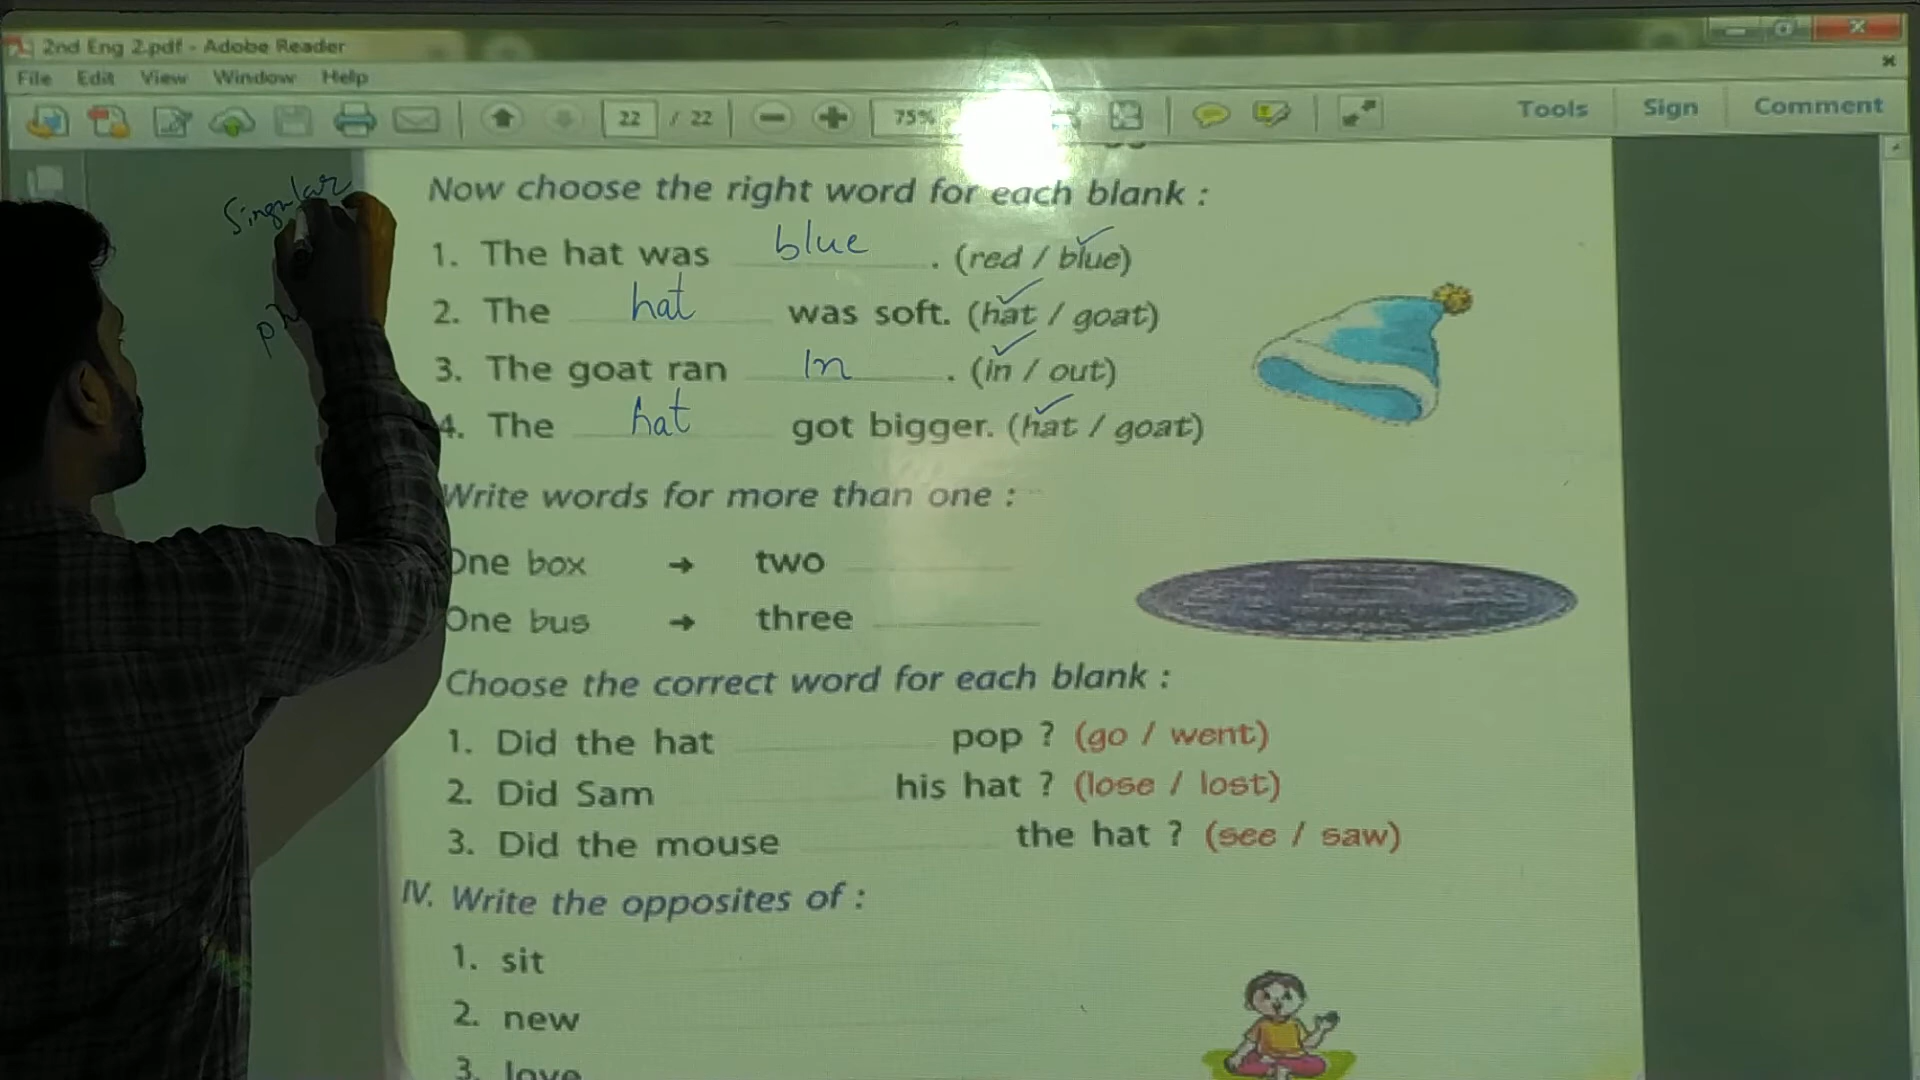 2nd Eng 2.pdf - Adobe Reader
File Edit View Window Help
22 / 22 75% Tools Sign Comment
Singular
Now choose the right word for each blank :
1. The hat was blue . (red / blue)
2. The hat was soft. (hat / goat)
3. The goat ran In . (in / out)
4. The hat got bigger. (hat / goat)
Write words for more than one :
One box → two
One bus → three
Choose the correct word for each blank :
1. Did the hat pop ? (go / went)
2. Did Sam his hat ? (lose / lost)
3. Did the mouse the hat ? (see / saw)
IV. Write the opposites of :
1. sit
2. new
3. love